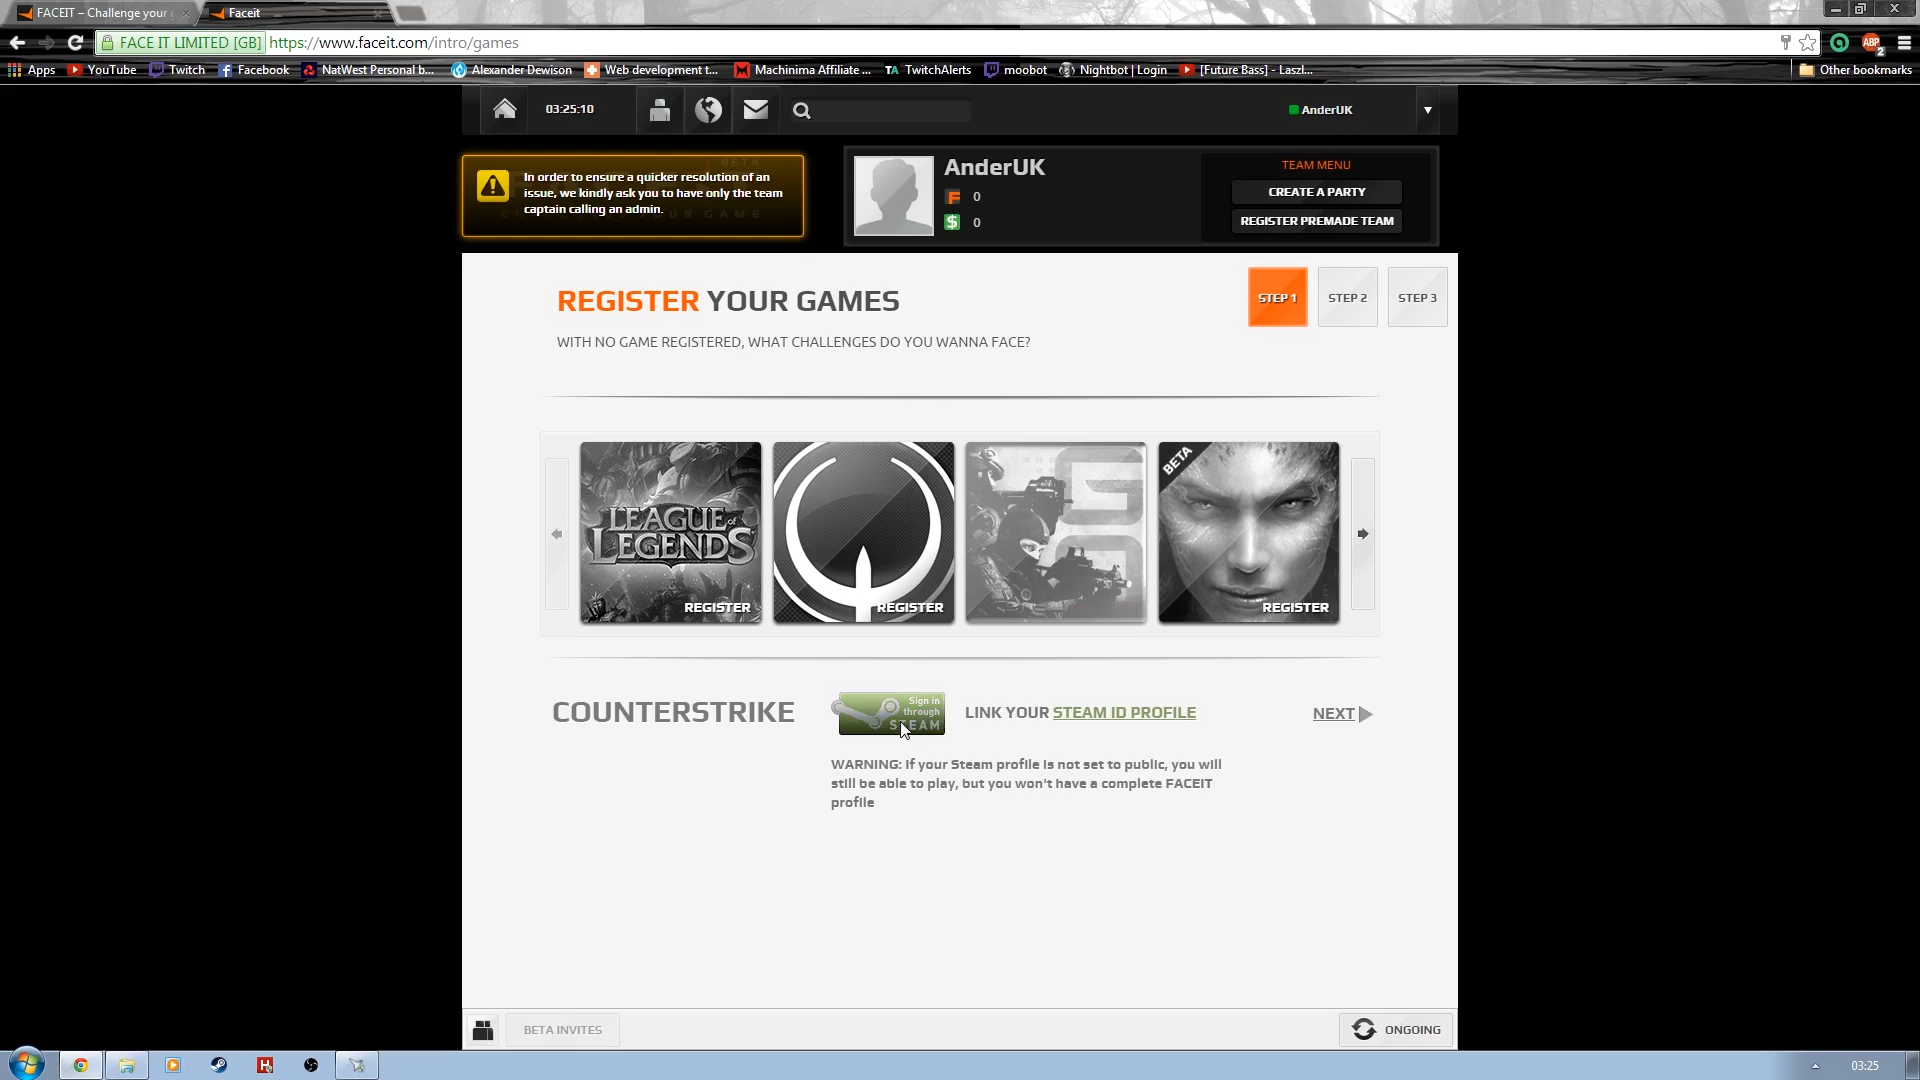 FACEIT – Challenge your
Faceit
FACE IT LIMITED [GB] https://www.faceit.com/intro/games
ABP
2
Apps YouTube Twitch Facebook NatWest Personal b... Alexander Dewison Web development t... Machinima Affiliate ... TA TwitchAlerts moobot Nightbot | Login [Future Bass] - Laszl... Other bookmarks
03:25:10
AnderUK
In order to ensure a quicker resolution of an
issue, we kindly ask you to have only the team
captain calling an admin.
AnderUK
F 0
$ 0
TEAM MENU
CREATE A PARTY
REGISTER PREMADE TEAM
REGISTER YOUR GAMES
STEP 1 STEP 2 STEP 3
WITH NO GAME REGISTERED, WHAT CHALLENGES DO YOU WANNA FACE?
LEAGUE of
LEGENDS
REGISTER
REGISTER
BETA
REGISTER
COUNTERSTRIKE
Sign in
through
STEAM
LINK YOUR STEAM ID PROFILE
NEXT
WARNING: If your Steam profile is not set to public, you will
still be able to play, but you won't have a complete FACEIT
profile
BETA INVITES
ONGOING
03:25